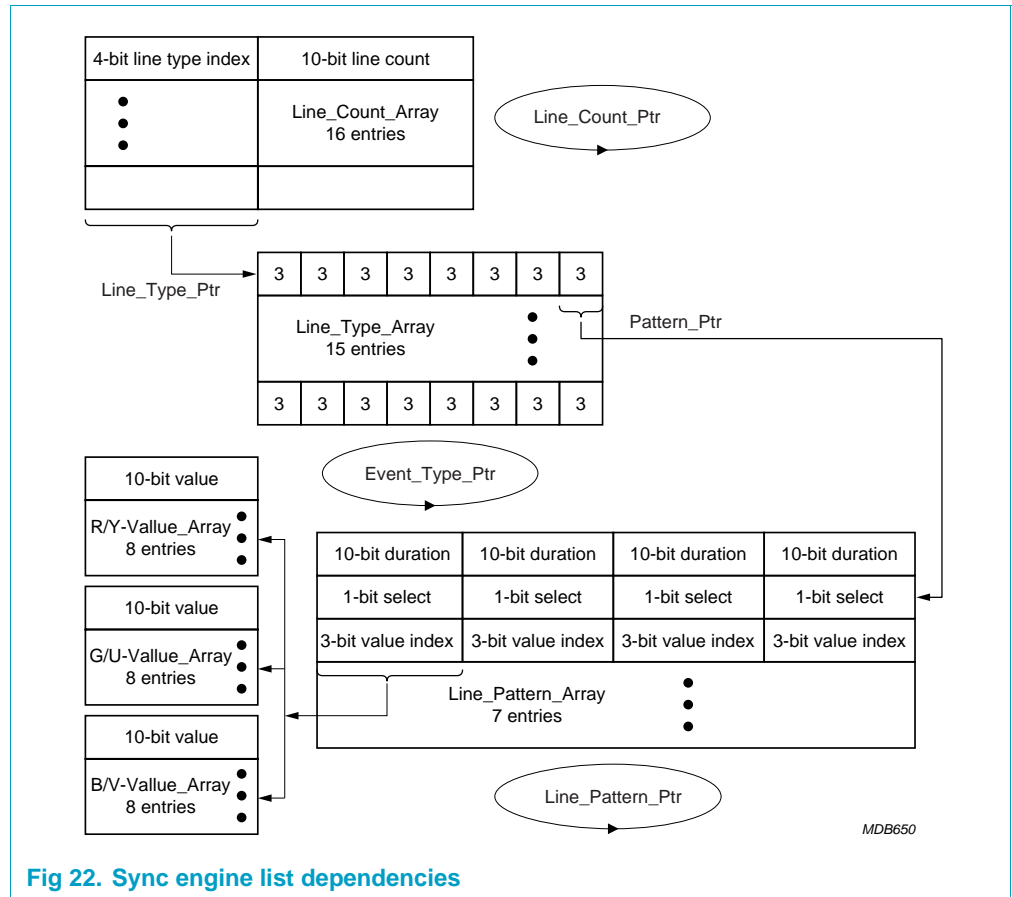 4-bit line type index
10-bit line count
Line_Count_Array
16 entries
Line_Count_Ptr
Line_Type_Ptr
3 3 3 3 3 3 3 3
Line_Type_Array
15 entries
Pattern_Ptr
3 3 3 3 3 3 3 3
Event_Type_Ptr
10-bit value
R/Y-Vallue_Array
8 entries
10-bit value
G/U-Vallue_Array
8 entries
10-bit value
B/V-Vallue_Array
8 entries
10-bit duration 10-bit duration 10-bit duration 10-bit duration
1-bit select 1-bit select 1-bit select 1-bit select
3-bit value index 3-bit value index 3-bit value index 3-bit value index
Line_Pattern_Array
7 entries
Line_Pattern_Ptr
MDB650
Fig 22. Sync engine list dependencies